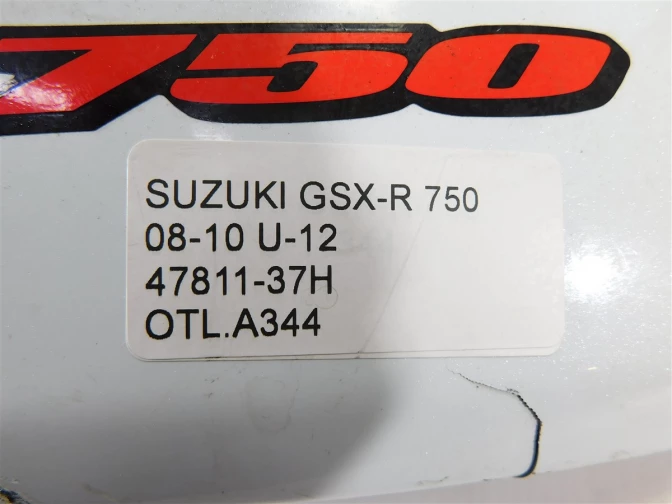 750
SUZUKI GSX-R 750
08-10 U-12
47811-37H
OTL.A344